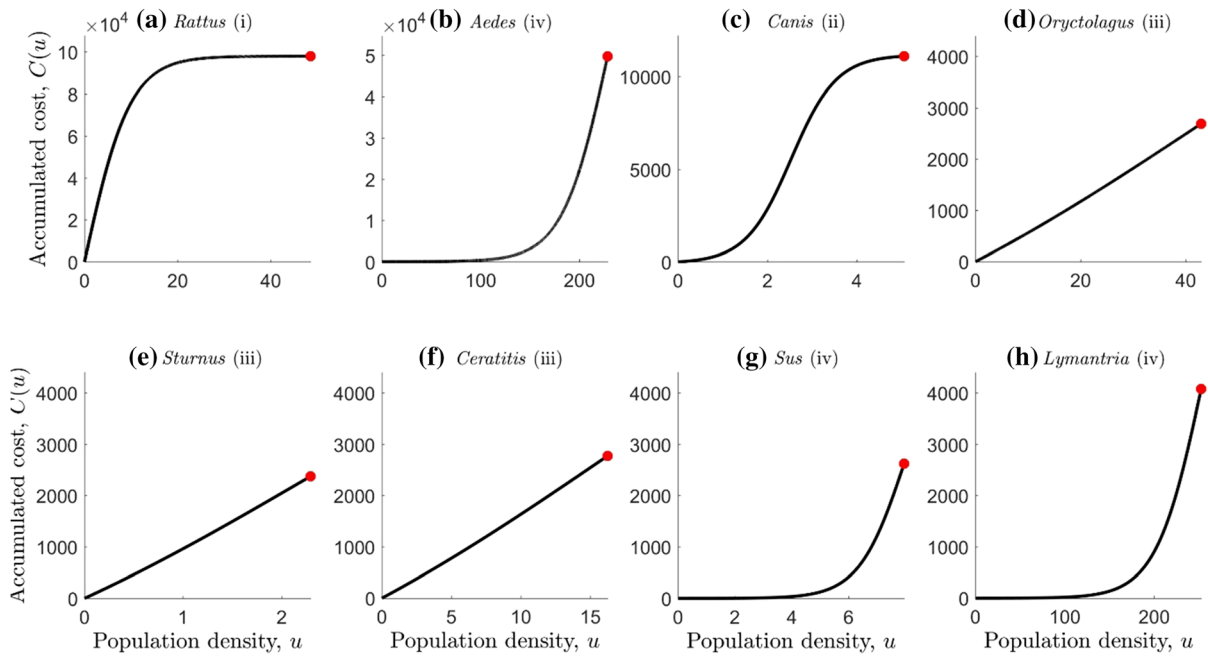 (a) Rattus (i)
×10⁴
Accumulated cost, C(u)
10
8
6
4
2
0
0 20 40
(b) Aedes (iv)
×10⁴
5
4
3
2
1
0
0 100 200
(c) Canis (ii)
10000
5000
0
0 2 4
(d) Oryctolagus (iii)
4000
3000
2000
1000
0
0 20 40
(e) Sturnus (iii)
Accumulated cost, C(u)
4000
3000
2000
1000
0
0 1 2
Population density, u
(f) Ceratitis (iii)
4000
3000
2000
1000
0
0 5 10 15
Population density, u
(g) Sus (iv)
4000
3000
2000
1000
0
0 2 4 6
Population density, u
(h) Lymantria (iv)
4000
3000
2000
1000
0
0 100 200
Population density, u